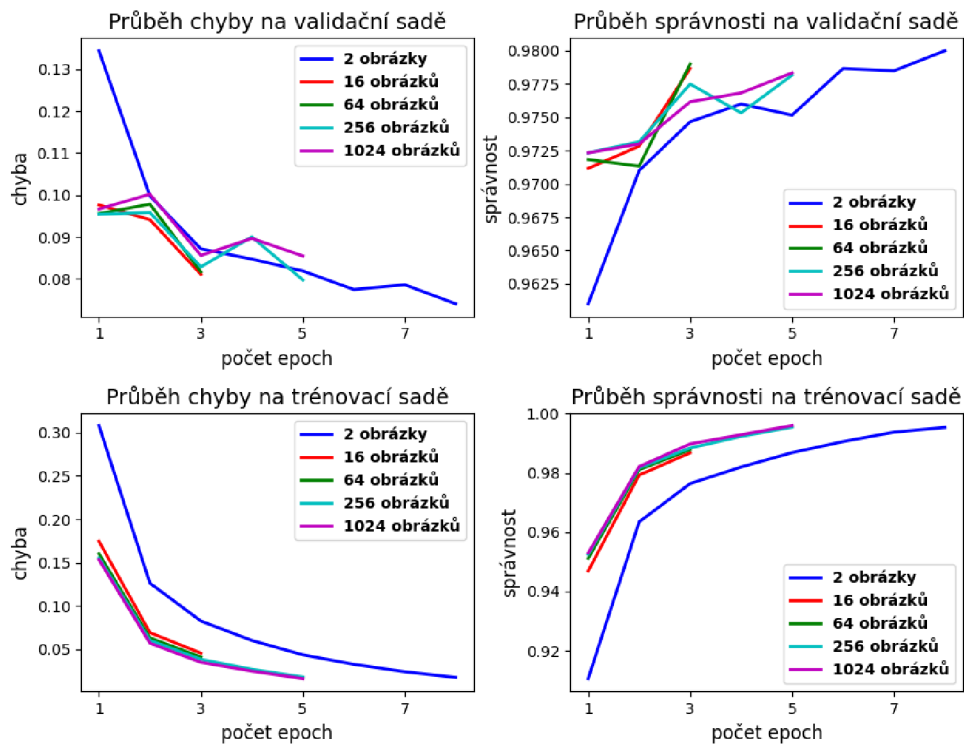 Průběh chyby na validační sadě
chyba
0.13
0.12
0.11
0.10
0.09
0.08
2 obrázky
16 obrázků
64 obrázků
256 obrázků
1024 obrázků
1
3
5
7
počet epoch
Průběh správnosti na validační sadě
správnost
0.9800
0.9775
0.9750
0.9725
0.9700
0.9675
0.9650
0.9625
2 obrázky
16 obrázků
64 obrázků
256 obrázků
1024 obrázků
1
3
5
7
počet epoch
Průběh chyby na trénovací sadě
chyba
0.30
0.25
0.20
0.15
0.10
0.05
2 obrázky
16 obrázků
64 obrázků
256 obrázků
1024 obrázků
1
3
5
7
počet epoch
Průběh správnosti na trénovací sadě
správnost
1.00
0.98
0.96
0.94
0.92
2 obrázky
16 obrázků
64 obrázků
256 obrázků
1024 obrázků
1
3
5
7
počet epoch